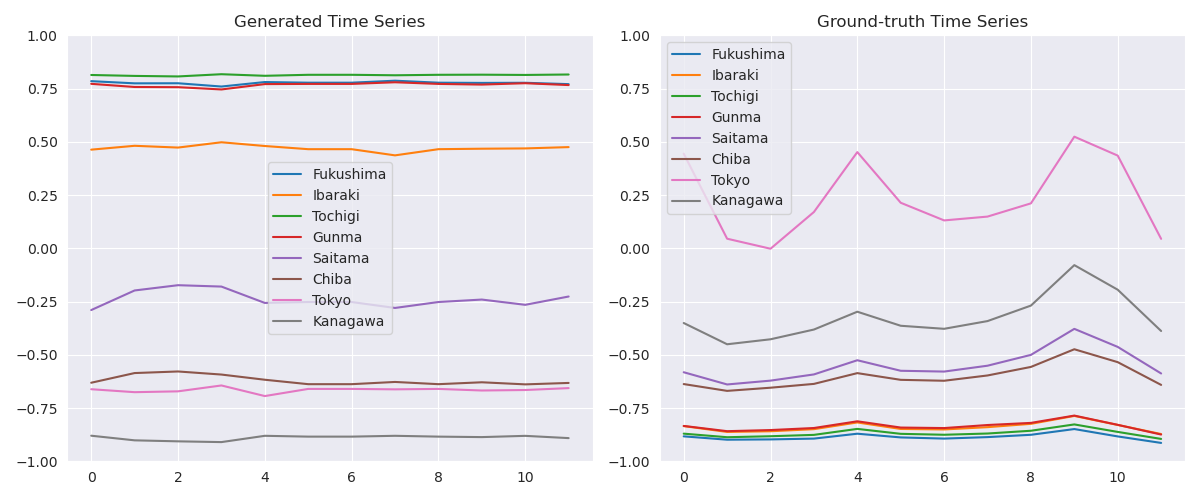 Generated Time Series
1.00
0.75
0.50
0.25
0.00
−0.25
−0.50
−0.75
−1.00
0 2 4 6 8 10
Fukushima
Ibaraki
Tochigi
Gunma
Saitama
Chiba
Tokyo
Kanagawa
Ground-truth Time Series
1.00
0.75
0.50
0.25
0.00
−0.25
−0.50
−0.75
−1.00
0 2 4 6 8 10
Fukushima
Ibaraki
Tochigi
Gunma
Saitama
Chiba
Tokyo
Kanagawa